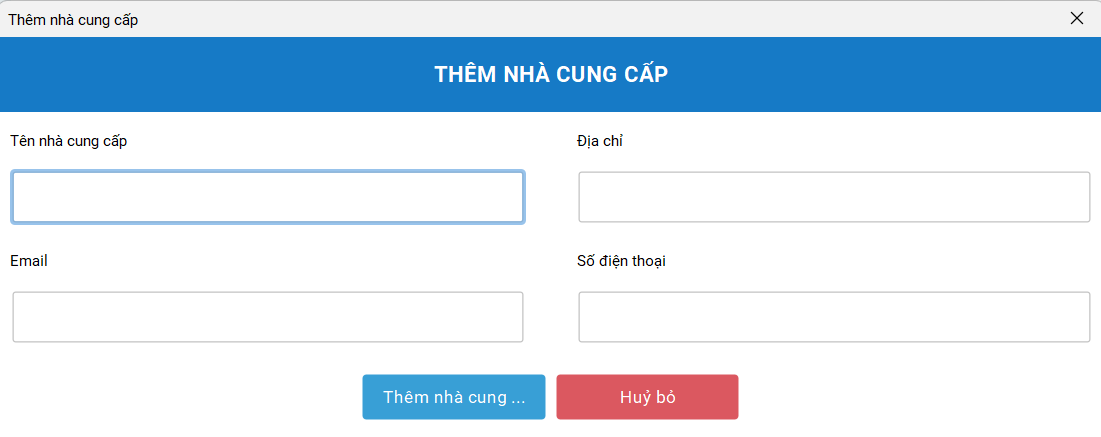 Thêm nhà cung cấp
THÊM NHÀ CUNG CẤP
Tên nhà cung cấp
Địa chỉ
Email
Số điện thoại
Thêm nhà cung ...
Huỷ bỏ